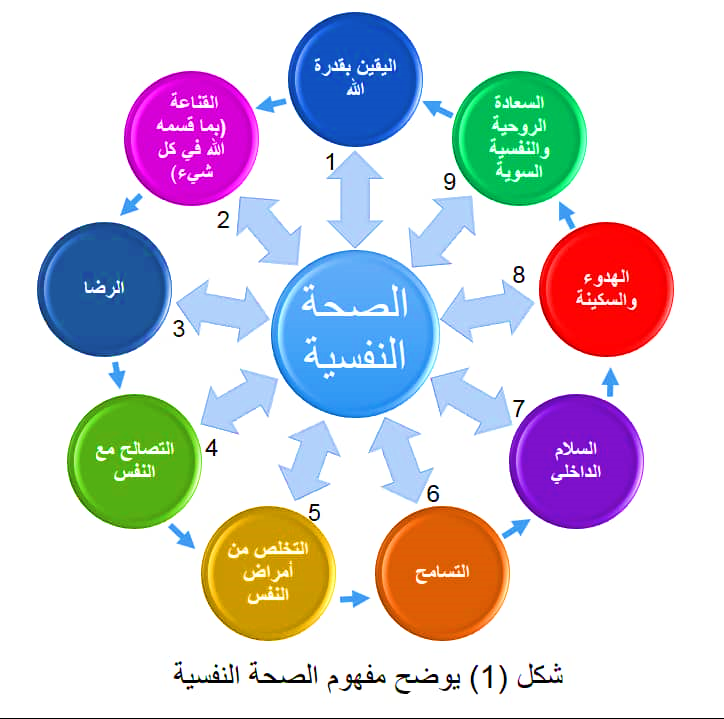 اليقين بقدرة
الله
1
القناعة
(بما قسمه
الله في كل
شيء)
2
الرضا
3
التصالح مع
النفس
4
التخلص من
أمراض
النفس
5
التسامح
6
السلام
الداخلي
7
الهدوء
والسكينة
8
السعادة
الروحية
والنفسية
السوية
9
الصحة
النفسية
شكل (1) يوضح مفهوم الصحة النفسية